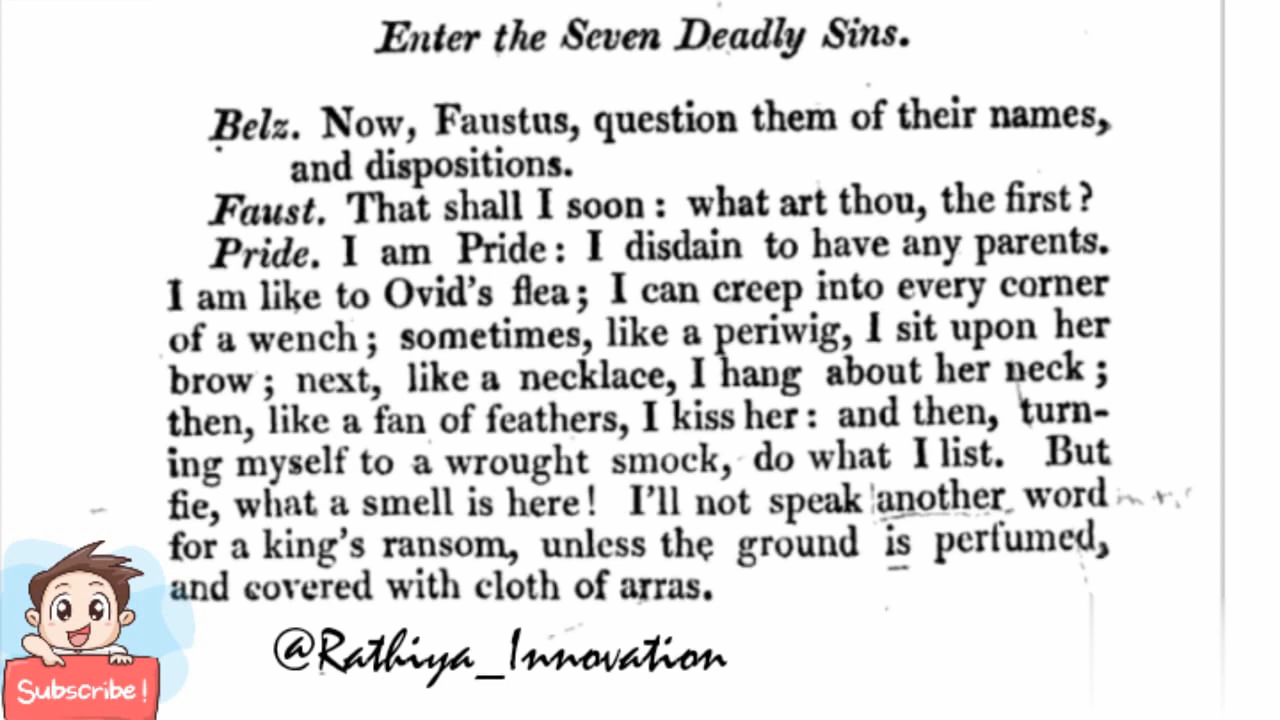 Enter the Seven Deadly Sins.
Belz. Now, Faustus, question them of their names,
and dispositions.
Faust. That shall I soon: what art thou, the first?
Pride. I am Pride: I disdain to have any parents.
I am like to Ovid's flea; I can creep into every corner
of a wench; sometimes, like a periwig, I sit upon her
brow; next, like a necklace, I hang about her neck;
then, like a fan of feathers, I kiss her: and then, turn-
ing myself to a wrought smock, do what I list. But
fie, what a smell is here! I'll not speak another word
for a king's ransom, unless the ground is perfumed,
and covered with cloth of arras.
@Rathiya_Innovation
Subscribe!